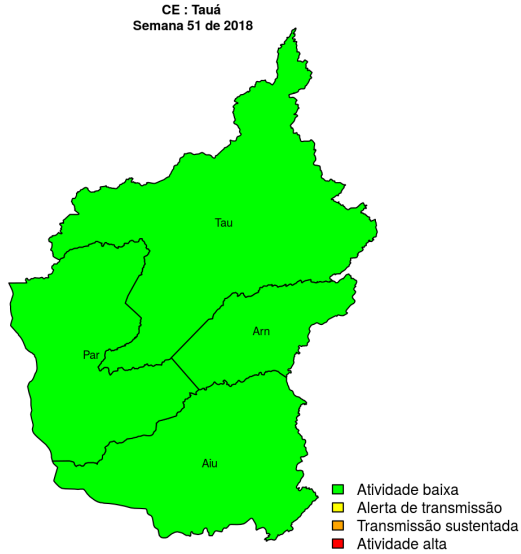 CE : Tauá
Semana 51 de 2018
Tau
Arn
Par
Aiu
Atividade baixa
Alerta de transmissão
Transmissão sustentada
Atividade alta